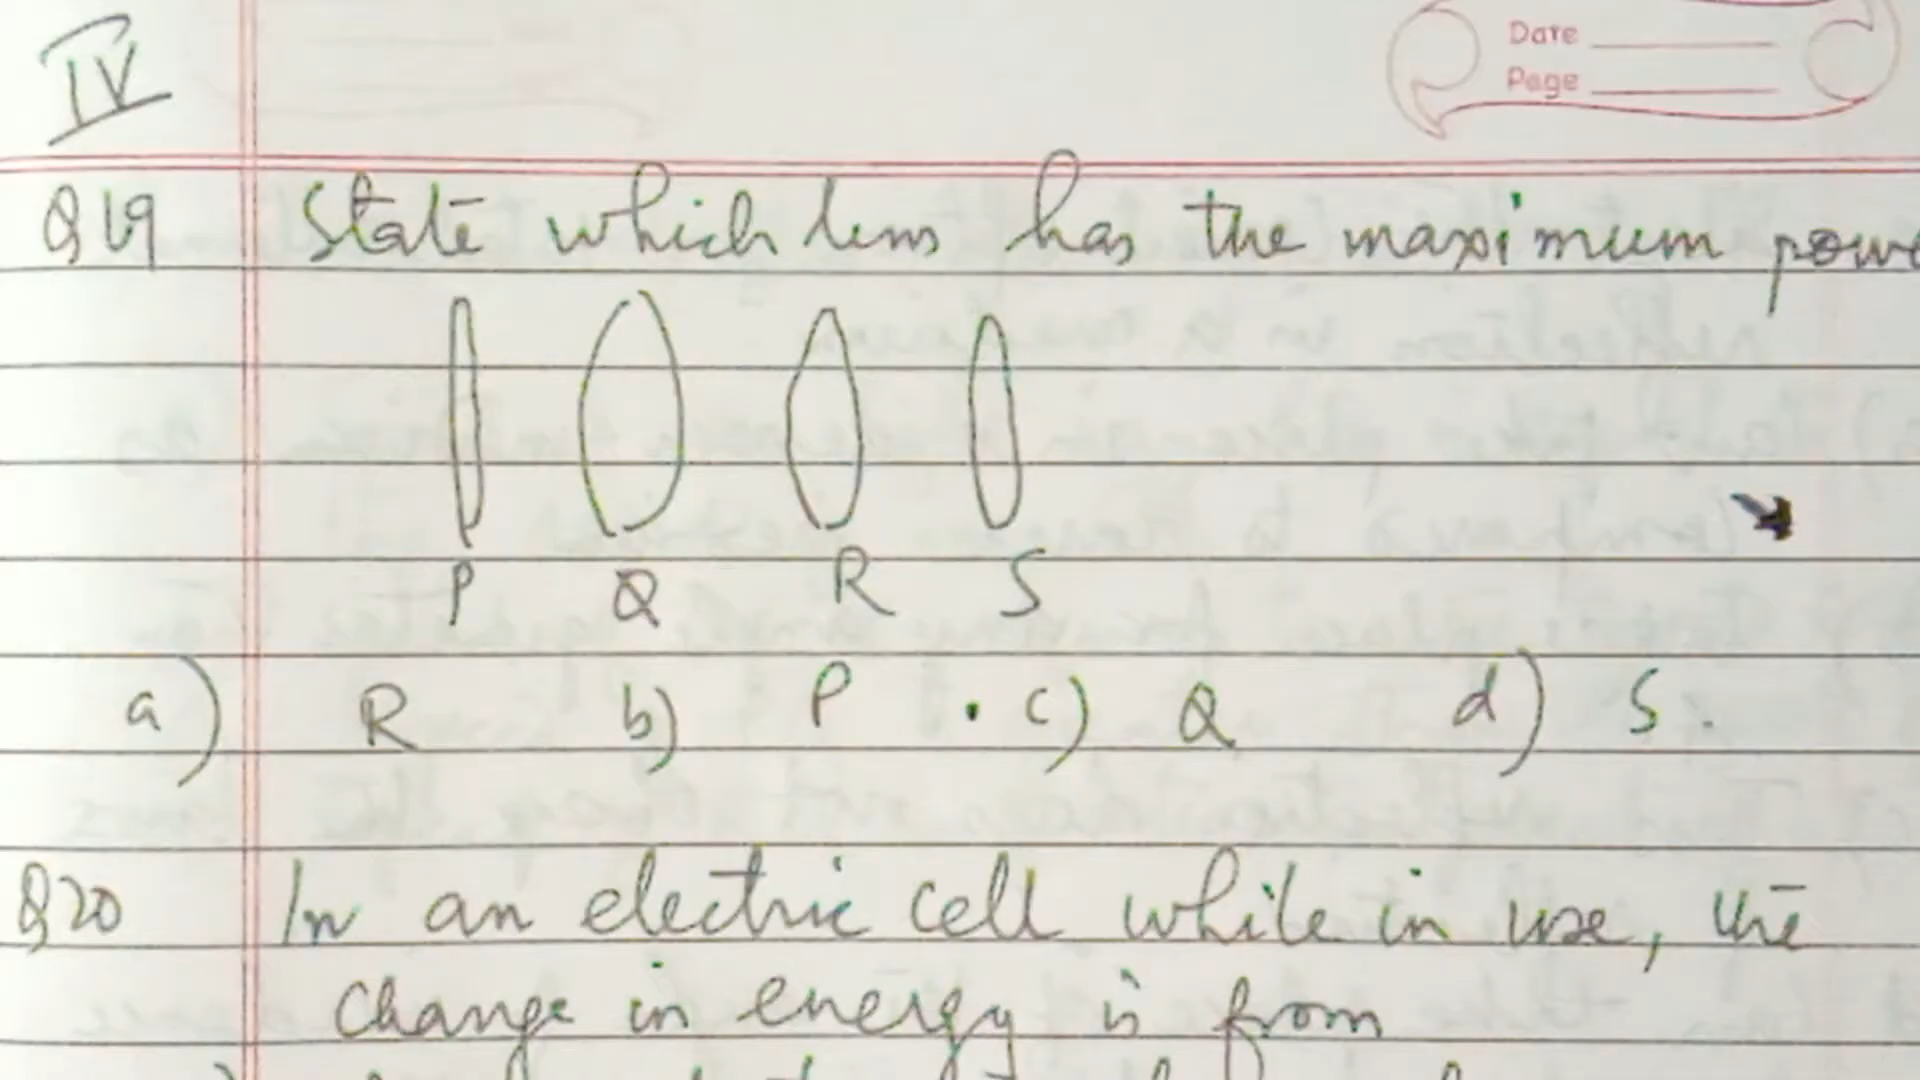 IV
Date
Page
Q19 State which lens has the maximum powe
P Q R S
a) R b) P . c) Q d) S.
Q20 In an electric cell while in use, the
change in energy is from